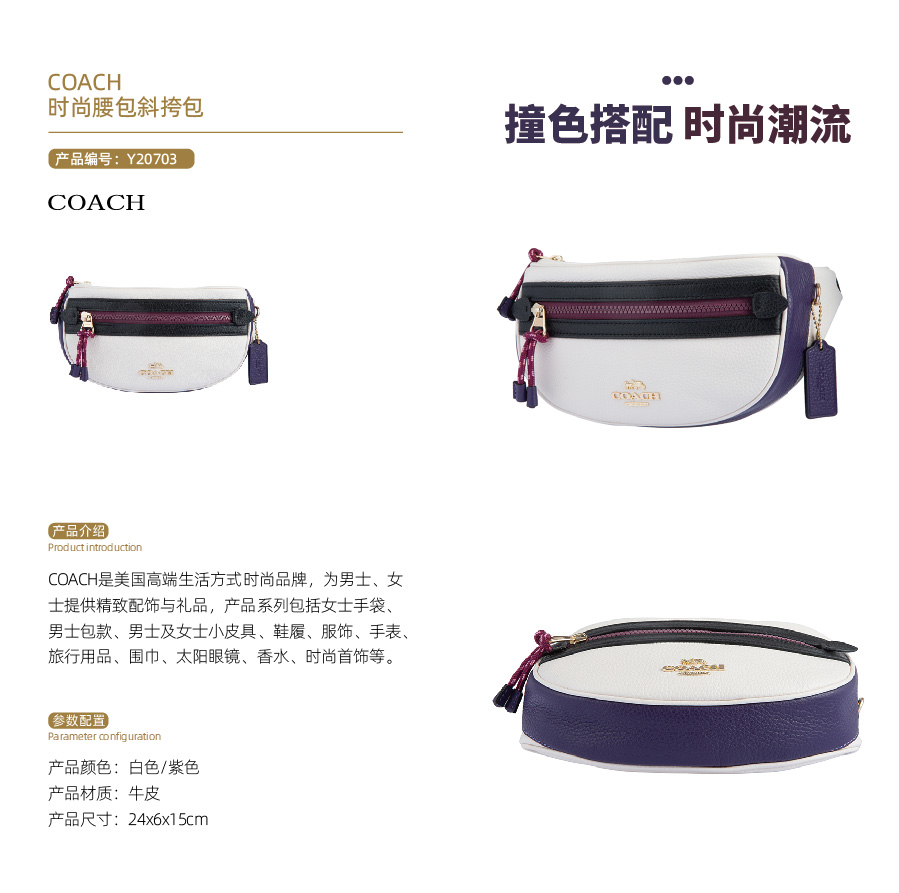 COACH
时尚腰包斜挎包
产品编号：Y20703
COACH
撞色搭配 时尚潮流
COACH
COACH
COACH
产品介绍
Product introduction
COACH是美国高端生活方式时尚品牌，为男士、女
士提供精致配饰与礼品，产品系列包括女士手袋、
男士包款、男士及女士小皮具、鞋履、服饰、手表、
旅行用品、围巾、太阳眼镜、香水、时尚首饰等。
参数配置
Parameter configuration
产品颜色：白色/紫色
产品材质：牛皮
产品尺寸：24x6x15cm